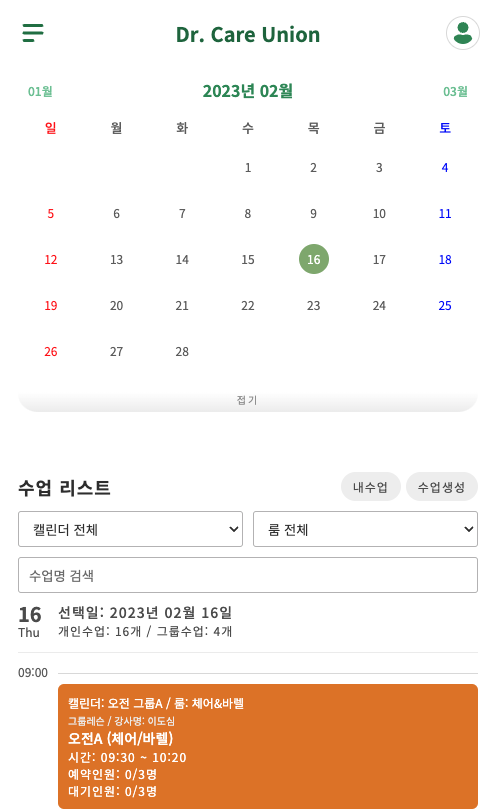 Dr. Care Union
01월 2023년 02월 03월
일 월 화 수 목 금 토
1 2 3 4
5 6 7 8 9 10 11
12 13 14 15 16 17 18
19 20 21 22 23 24 25
26 27 28
접기
수업 리스트 내수업 수업생성
캘린더 전체 룸 전체
수업명 검색
16 선택일: 2023년 02월 16일
Thu 개인수업: 16개 / 그룹수업: 4개
09:00
캘린더: 오전 그룹A / 룸: 체어&바렐
그룹레슨 / 강사명: 이도심
오전A (체어/바렐)
시간: 09:30 ~ 10:20
예약인원: 0/3명
대기인원: 0/3명